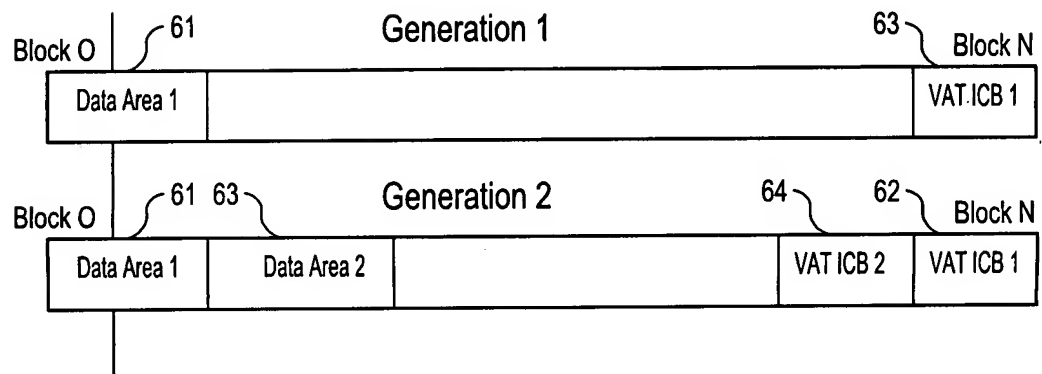 61 Generation 1 63
Block O Block N
Data Area 1 VAT ICB 1
61 63 Generation 2 64 62
Block O Block N
Data Area 1 Data Area 2 VAT ICB 2 VAT ICB 1